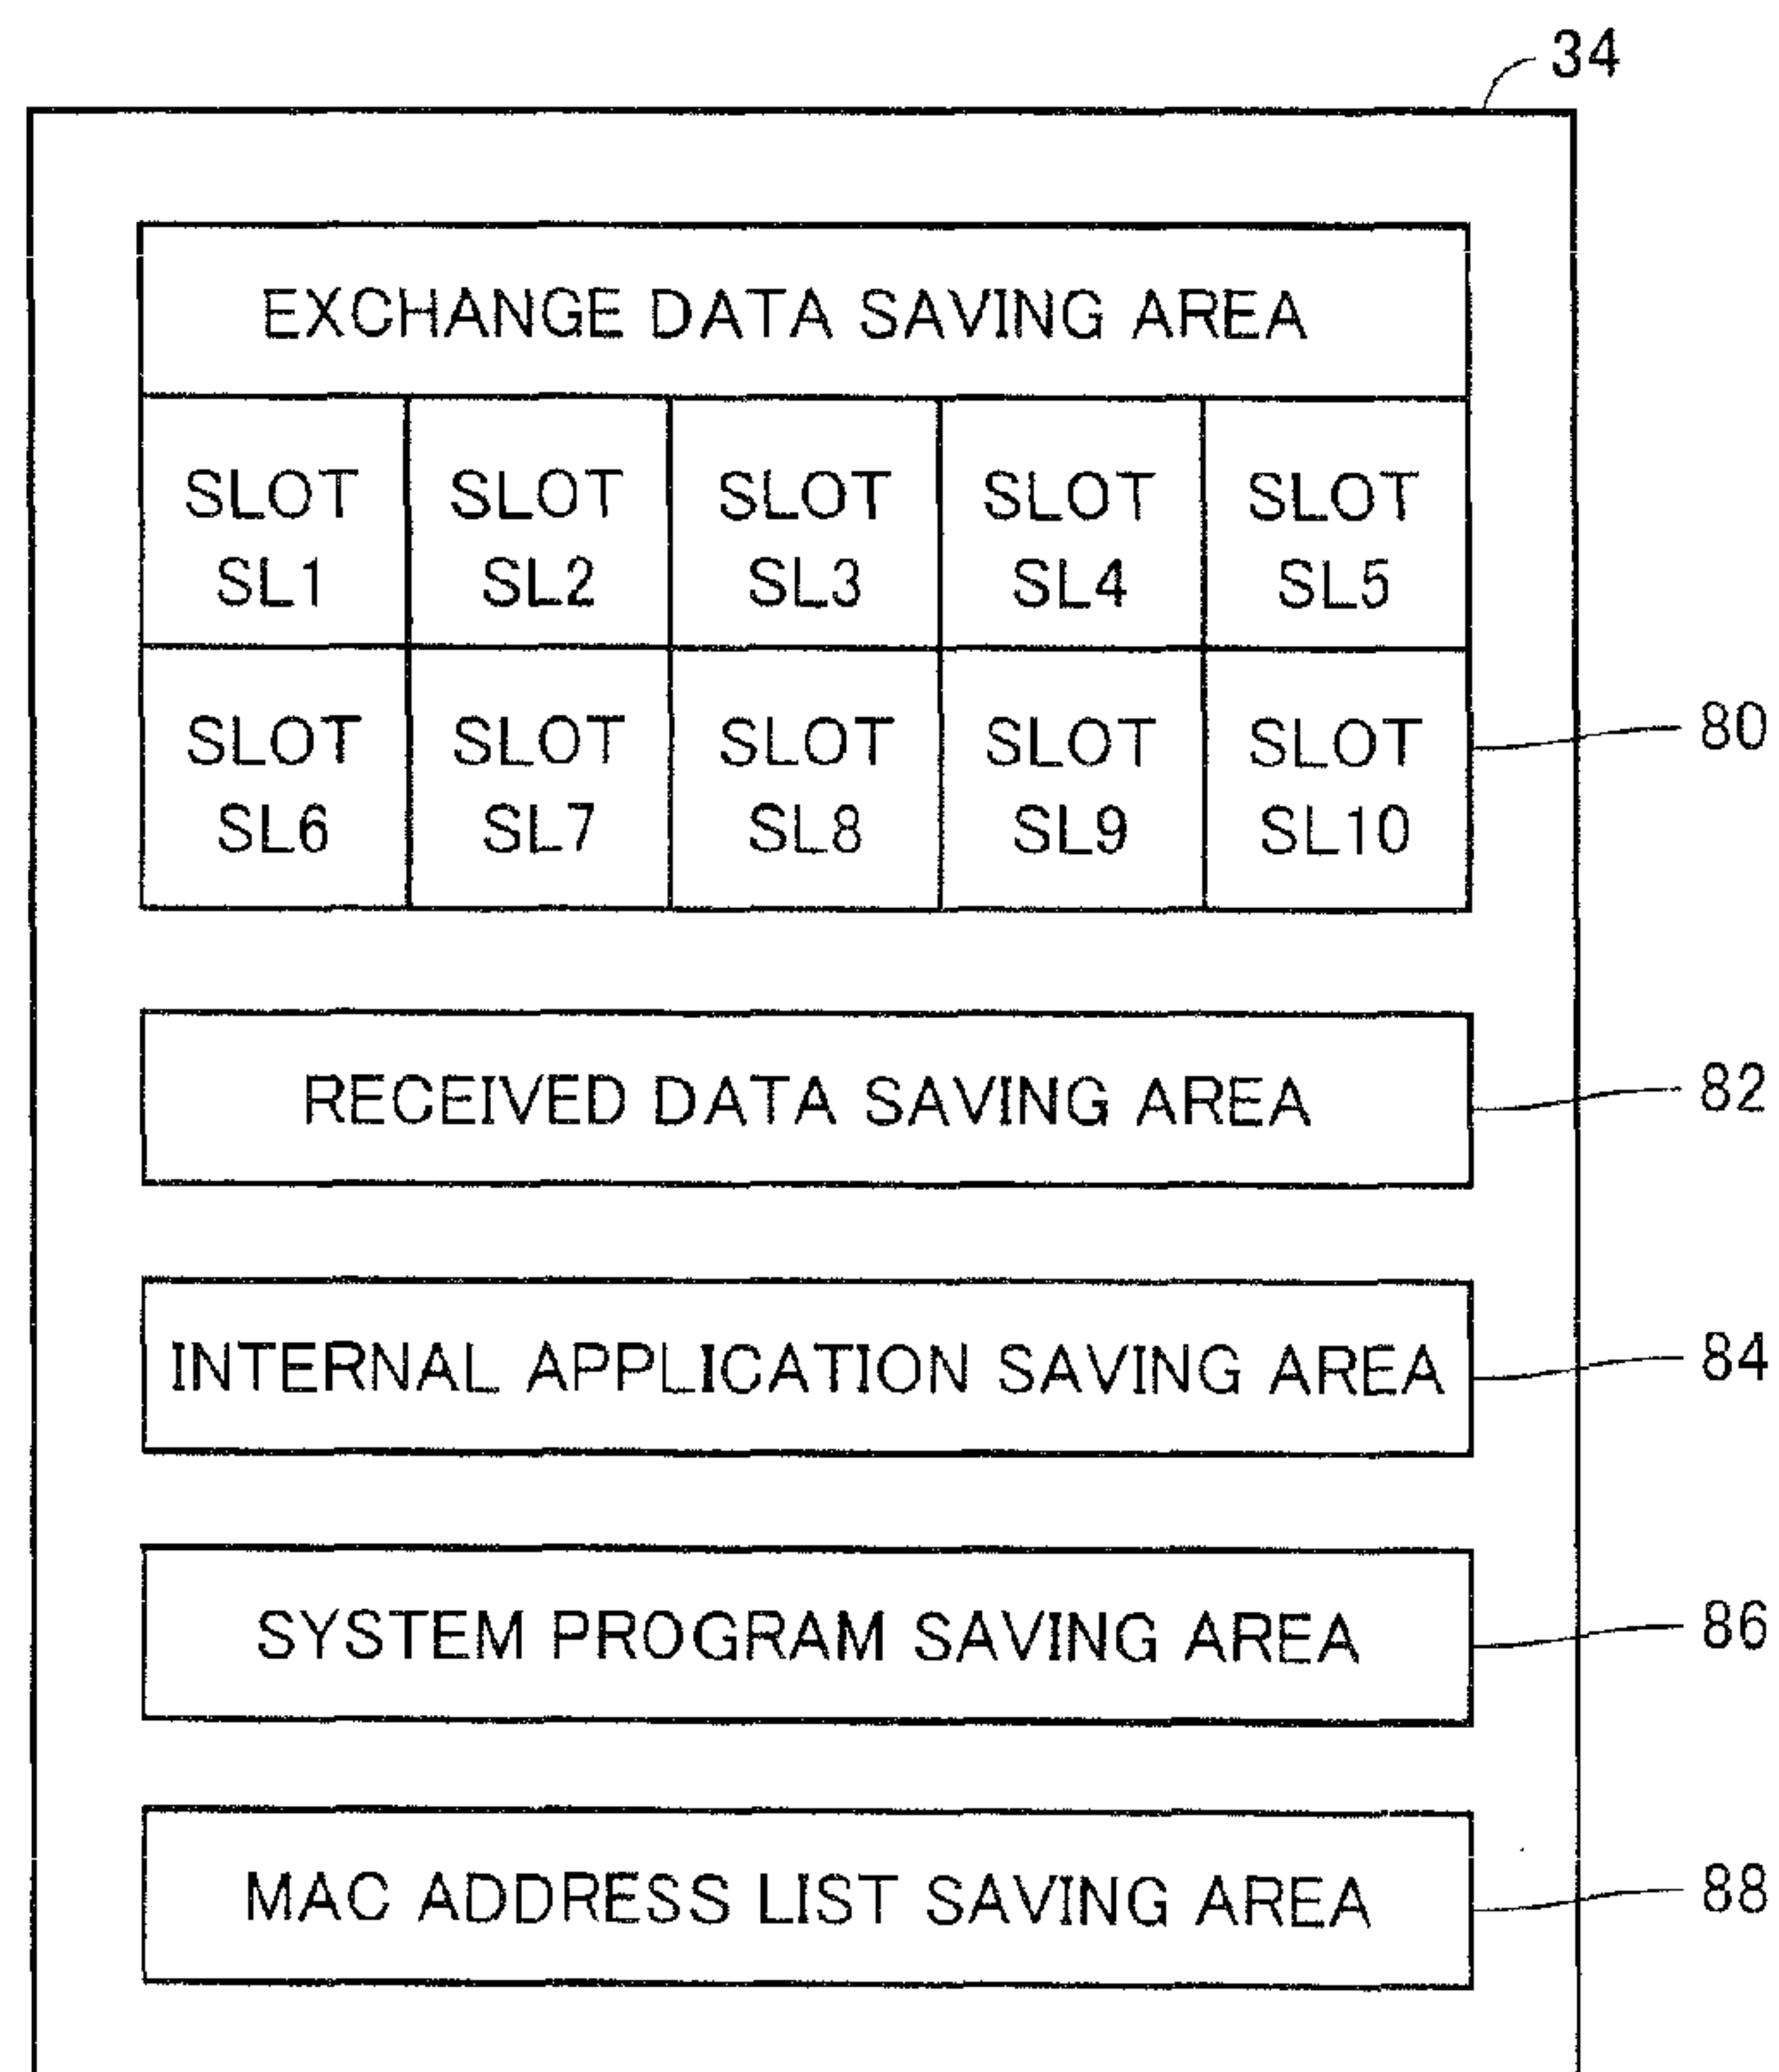 34
EXCHANGE DATA SAVING AREA
SLOT SL1
SLOT SL2
SLOT SL3
SLOT SL4
SLOT SL5
SLOT SL6
SLOT SL7
SLOT SL8
SLOT SL9
SLOT SL10
80
RECEIVED DATA SAVING AREA
82
INTERNAL APPLICATION SAVING AREA
84
SYSTEM PROGRAM SAVING AREA
86
MAC ADDRESS LIST SAVING AREA
88